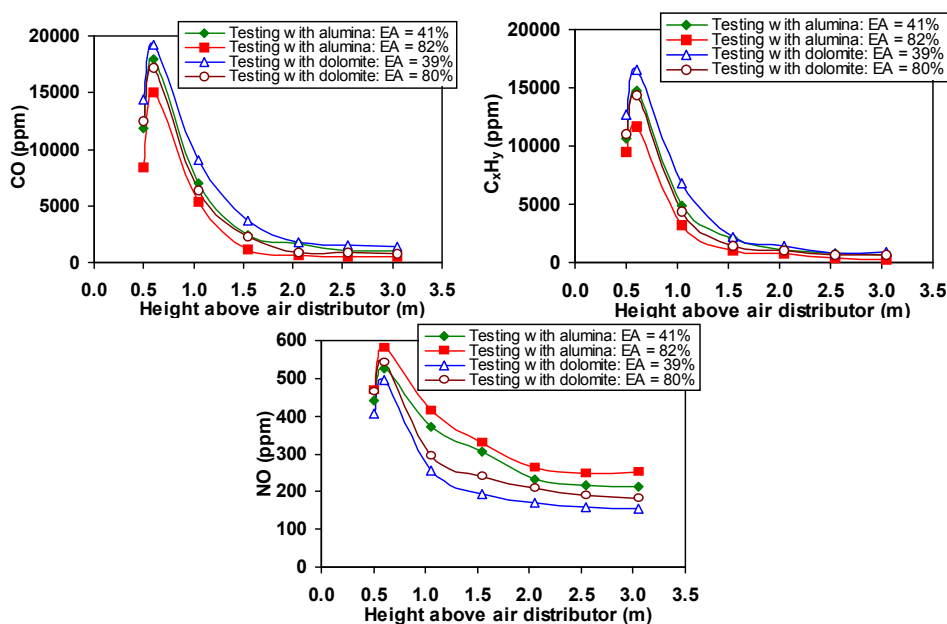 Testing with alumina: EA = 41%
Testing with alumina: EA = 82%
Testing with dolomite: EA = 39%
Testing with dolomite: EA = 80%
CO (ppm)
20000
15000
10000
5000
0
0.0 0.5 1.0 1.5 2.0 2.5 3.0 3.5
Height above air distributor (m)
Testing with alumina: EA = 41%
Testing with alumina: EA = 82%
Testing with dolomite: EA = 39%
Testing with dolomite: EA = 80%
CxHy (ppm)
20000
15000
10000
5000
0
0.0 0.5 1.0 1.5 2.0 2.5 3.0 3.5
Height above air distributor (m)
Testing with alumina: EA = 41%
Testing with alumina: EA = 82%
Testing with dolomite: EA = 39%
Testing with dolomite: EA = 80%
NO (ppm)
600
500
400
300
200
100
0
0.0 0.5 1.0 1.5 2.0 2.5 3.0 3.5
Height above air distributor (m)